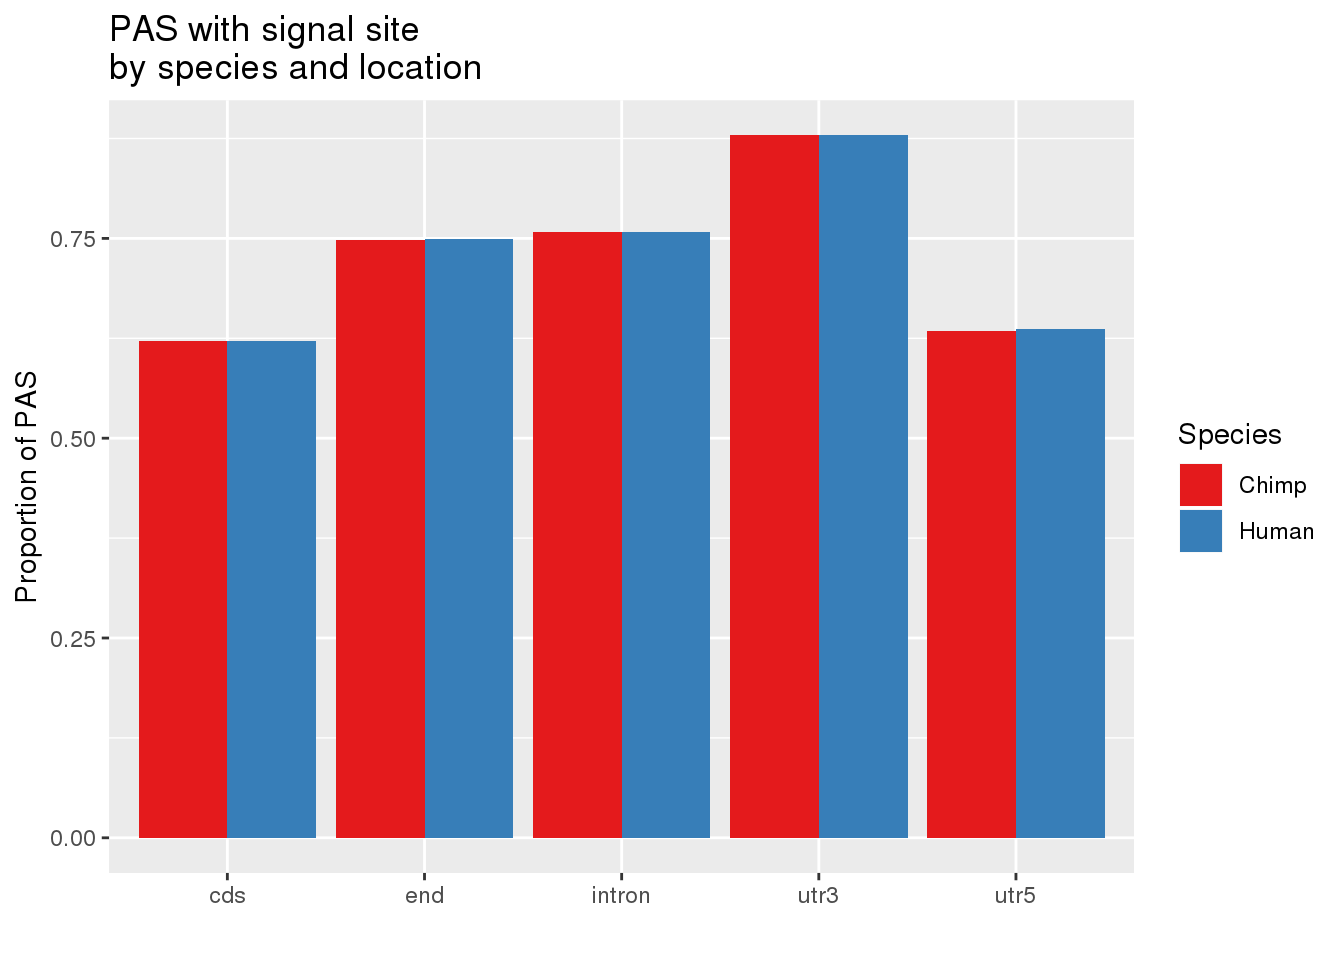 PAS with signal site
by species and location
Proportion of PAS
0.75
0.50
0.25
0.00
cds
end
intron
utr3
utr5
Species
Chimp
Human